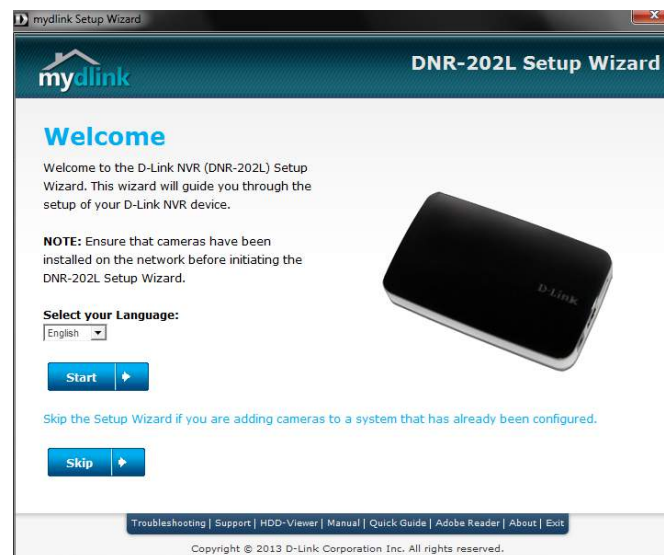 mydlink Setup Wizard
mydlink
DNR-202L Setup Wizard
Welcome
Welcome to the D-Link NVR (DNR-202L) Setup
Wizard. This wizard will guide you through the
setup of your D-Link NVR device.
NOTE: Ensure that cameras have been
installed on the network before initiating the
DNR-202L Setup Wizard.
D-Link
Select your Language:
English
Start
Skip the Setup Wizard if you are adding cameras to a system that has already been configured.
Skip
Troubleshooting | Support | HDD-Viewer | Manual | Quick Guide | Adobe Reader | About | Exit
Copyright © 2013 D-Link Corporation Inc. All rights reserved.